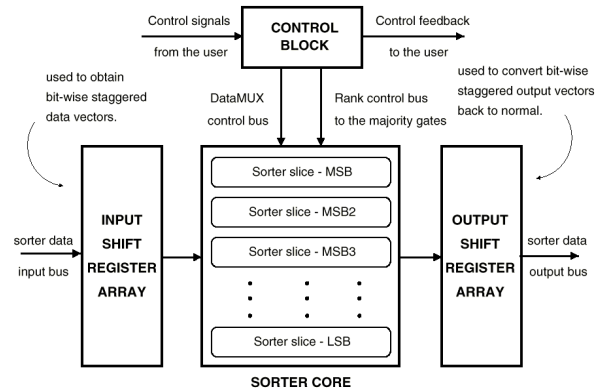 Control signals
from the user
CONTROL
BLOCK
Control feedback
to the user
used to obtain
bit-wise staggered
data vectors.
DataMUX
control bus
Rank control bus
to the majority gates
used to convert bit-wise
staggered output vectors
back to normal.
sorter data
input bus
INPUT
SHIFT
REGISTER
ARRAY
Sorter slice - MSB
Sorter slice - MSB2
Sorter slice - MSB3
Sorter slice - LSB
OUTPUT
SHIFT
REGISTER
ARRAY
sorter data
output bus
SORTER CORE